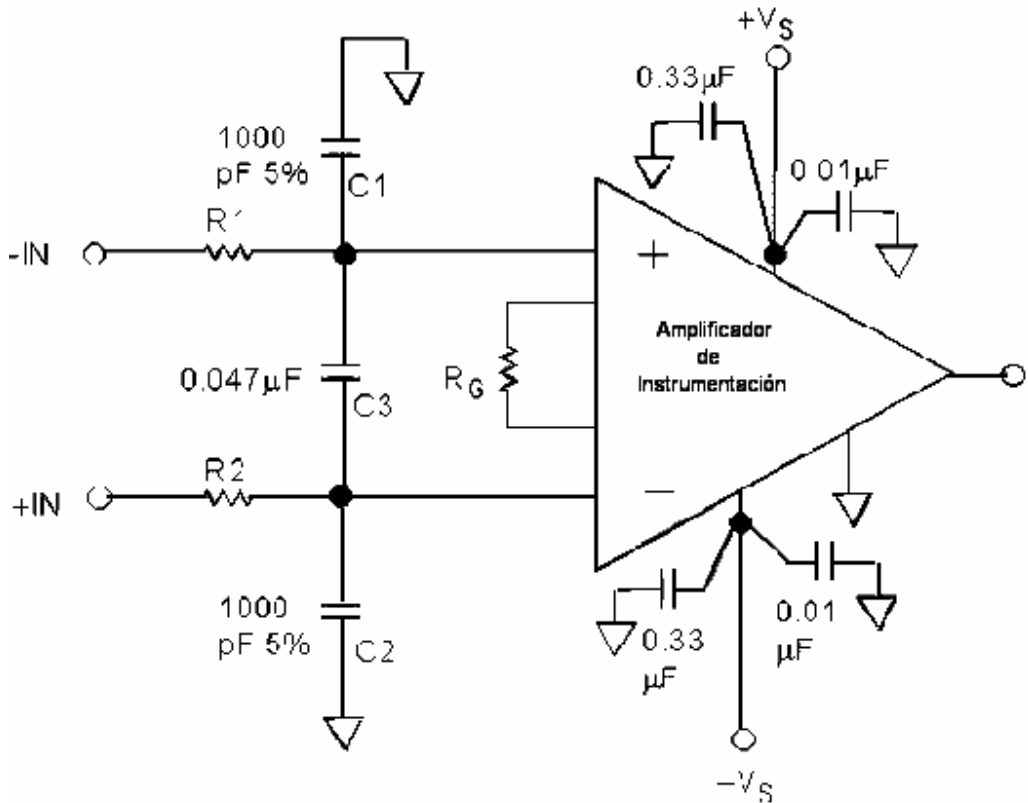 +VS
0.33µF
0.01µF
1000
pF 5%
C1
R1
-IN
+
Amplificador
de
Instrumentación
RG
0.047µF
C3
R2
+IN
−
1000
pF 5%
C2
0.33
µF
0.01
µF
−VS